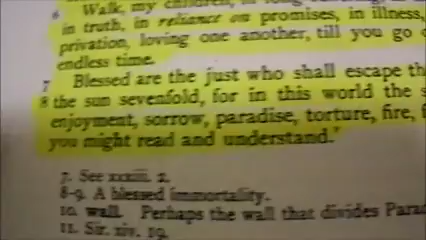 6 Walk, my children, in long
in truth, in reliance on promises, in illness,
privation, loving one another, till you go
endless time.
7 Blessed are the just who shall escape th
8 the sun sevenfold, for in this world the s
enjoyment, sorrow, paradise, torture, fire, f
you might read and understand.'
7. See xxxiii. 2.
8-9. A blessed immortality.
10. wall. Perhaps the wall that divides Para
11. Sir. xiv. 19.